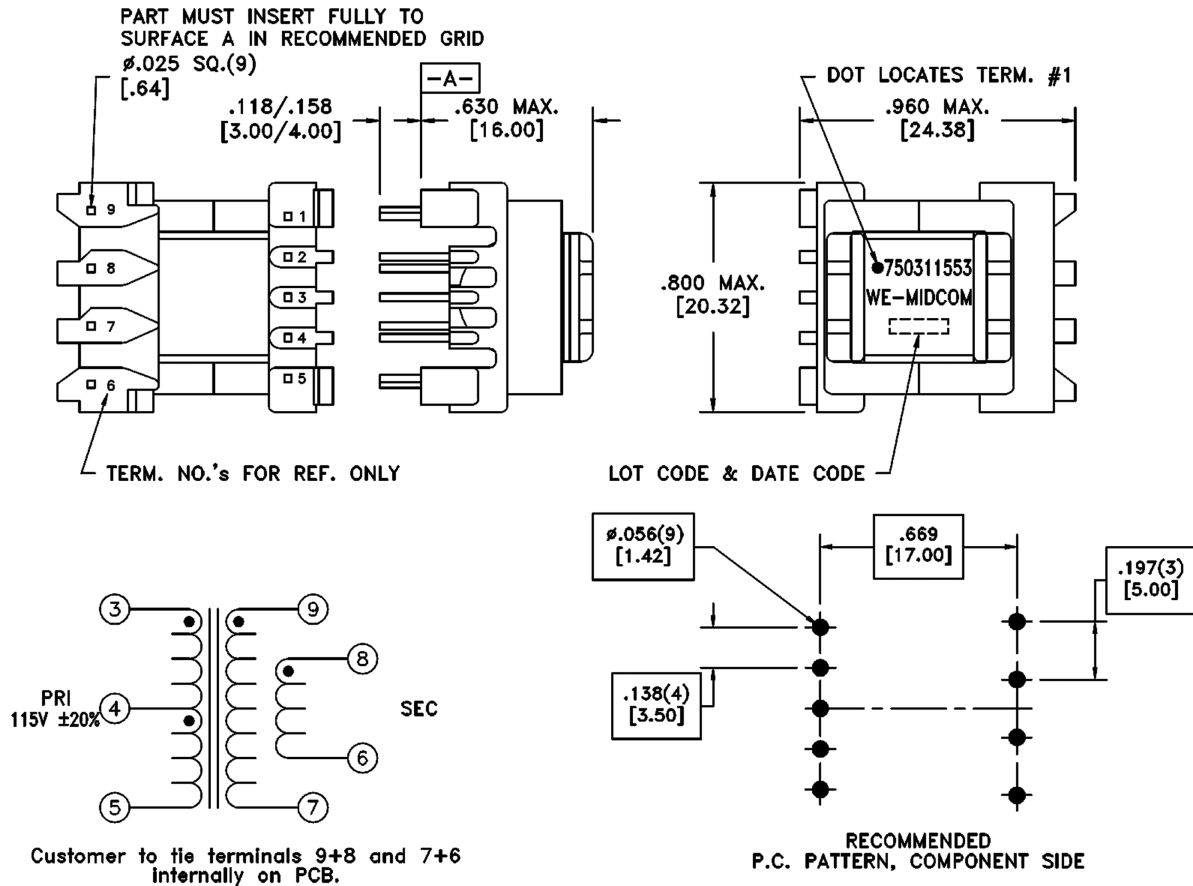 PART MUST INSERT FULLY TO
SURFACE A IN RECOMMENDED GRID
ø.025 SQ.(9)
[.64]
.118/.158
[3.00/4.00]
-A-
.630 MAX.
[16.00]
DOT LOCATES TERM. #1
.960 MAX.
[24.38]
9
8
7
6
1
2
3
4
5
.800 MAX.
[20.32]
750311553
WE-MIDCOM
TERM. NO.'s FOR REF. ONLY
LOT CODE & DATE CODE
3
4
5
PRI
115V ±20%
9
8
6
7
SEC
Customer to tie terminals 9+8 and 7+6
internally on PCB.
ø.056(9)
[1.42]
.669
[17.00]
.197(3)
[5.00]
.138(4)
[3.50]
RECOMMENDED
P.C. PATTERN, COMPONENT SIDE